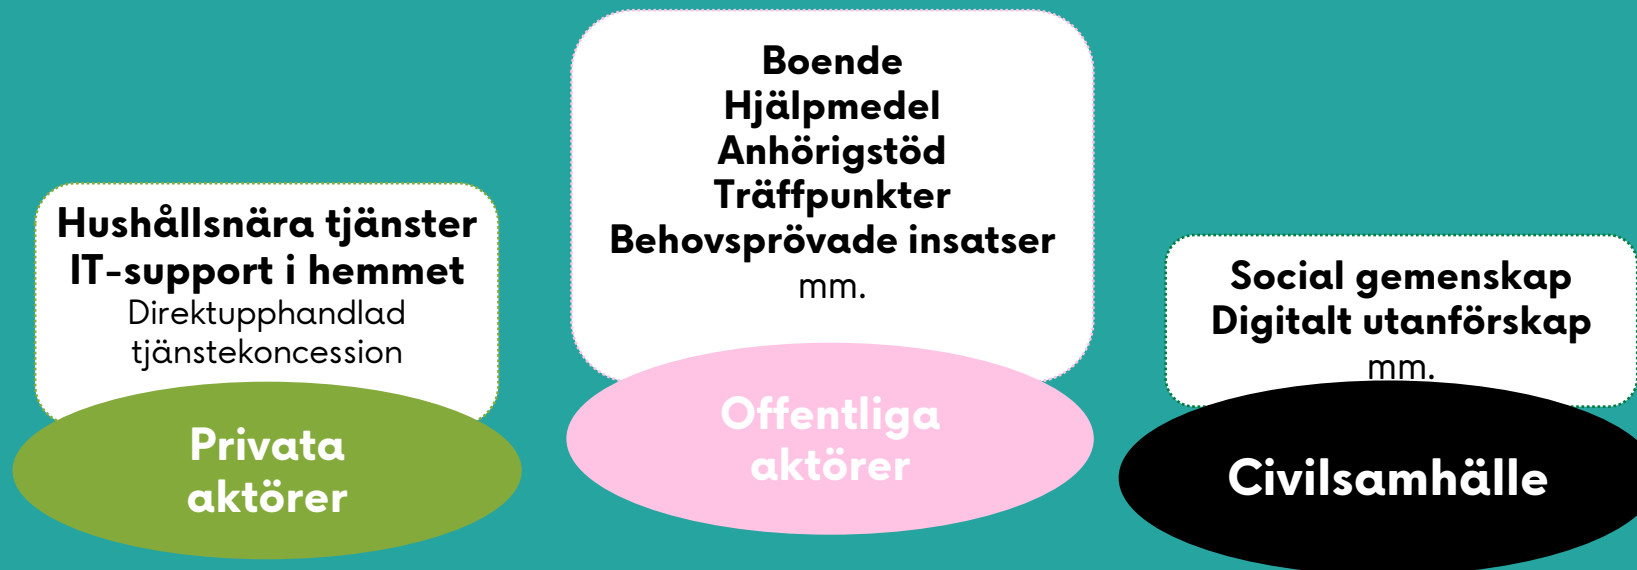 Hushållsnära tjänster
IT-support i hemmet
Direktupphandlad
tjänstekoncession
Privata
aktörer
Boende
Hjälpmedel
Anhörigstöd
Träffpunkter
Behovsprövade insatser
mm.
Offentliga
aktörer
Social gemenskap
Digitalt utanförskap
mm.
Civilsamhälle